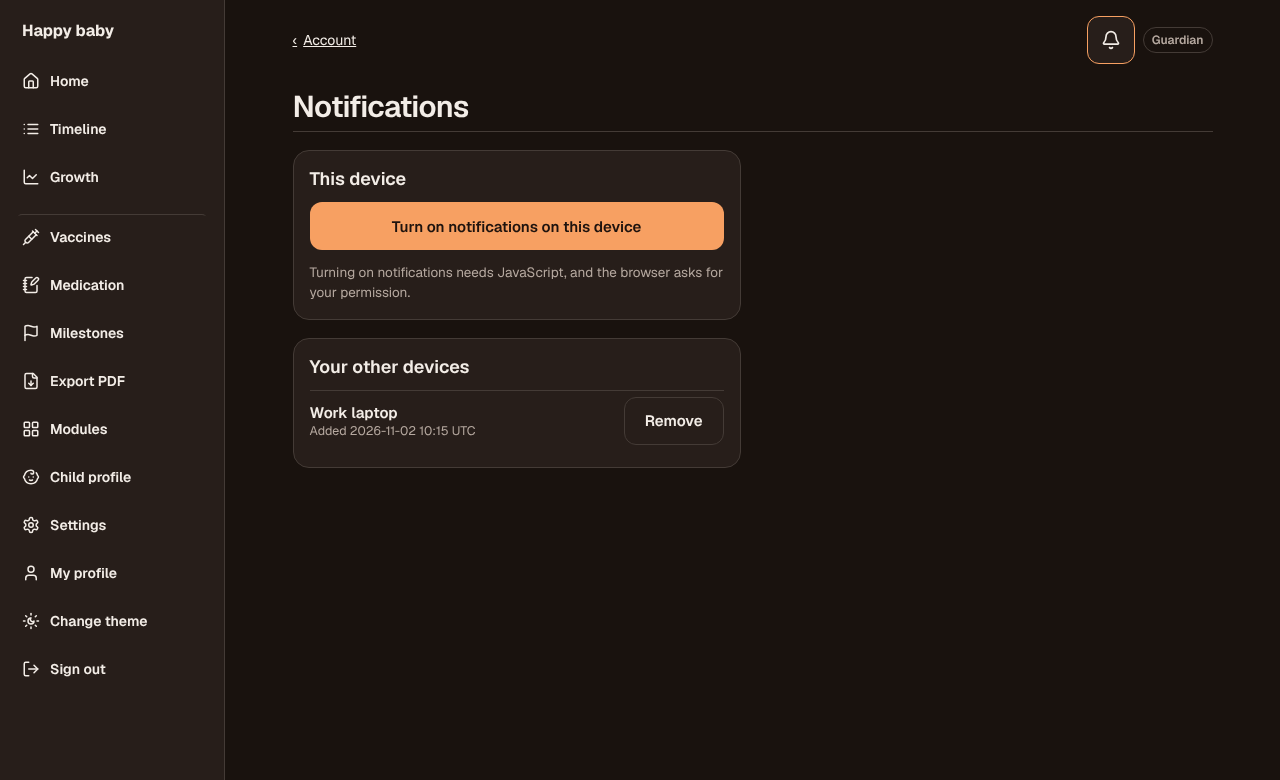 Happy baby
Home
Timeline
Growth
Vaccines
Medication
Milestones
Export PDF
Modules
Child profile
Settings
My profile
Change theme
Sign out
‹ Account
Guardian
Notifications
This device
Turn on notifications on this device
Turning on notifications needs JavaScript, and the browser asks for
your permission.
Your other devices
Work laptop
Added 2026-11-02 10:15 UTC
Remove